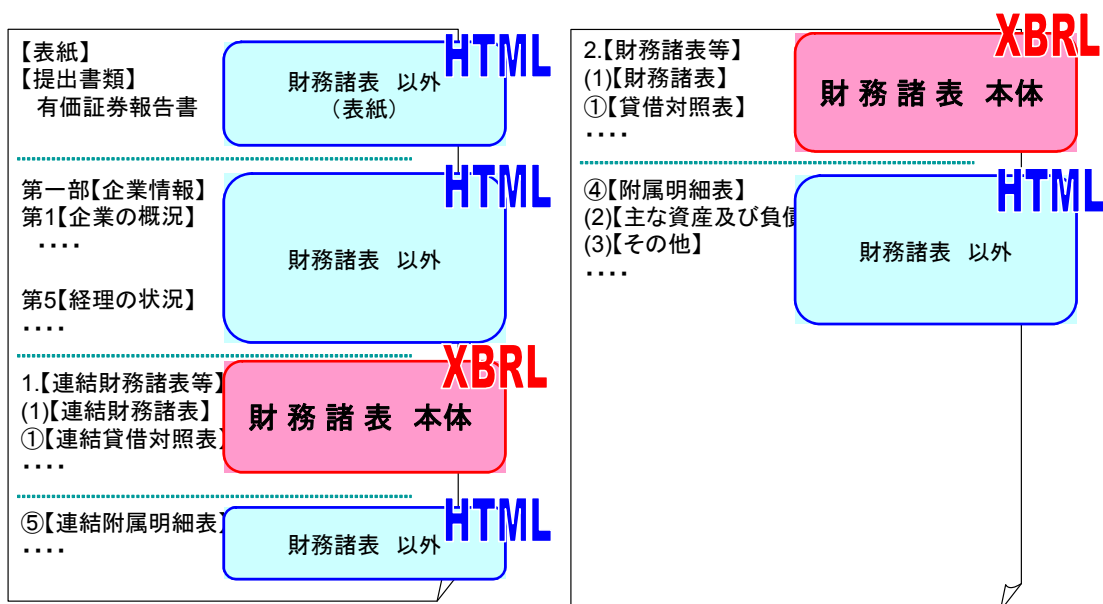 【表紙】
【提出書類】
有価証券報告書
HTML
財務諸表 以外
（表紙）
第一部【企業情報】
第1【企業の概況】
・・・・
第5【経理の状況】
・・・・
HTML
財務諸表 以外
1.【連結財務諸表等】
(1)【連結財務諸表】
①【連結貸借対照表】
・・・・
XBRL
財務諸表 本体
⑤【連結附属明細表】
・・・・
HTML
財務諸表 以外
2.【財務諸表等】
(1)【財務諸表】
①【貸借対照表】
・・・・
XBRL
財務諸表 本体
④【附属明細表】
(2)【主な資産及び負債
(3)【その他】
・・・・
HTML
財務諸表 以外